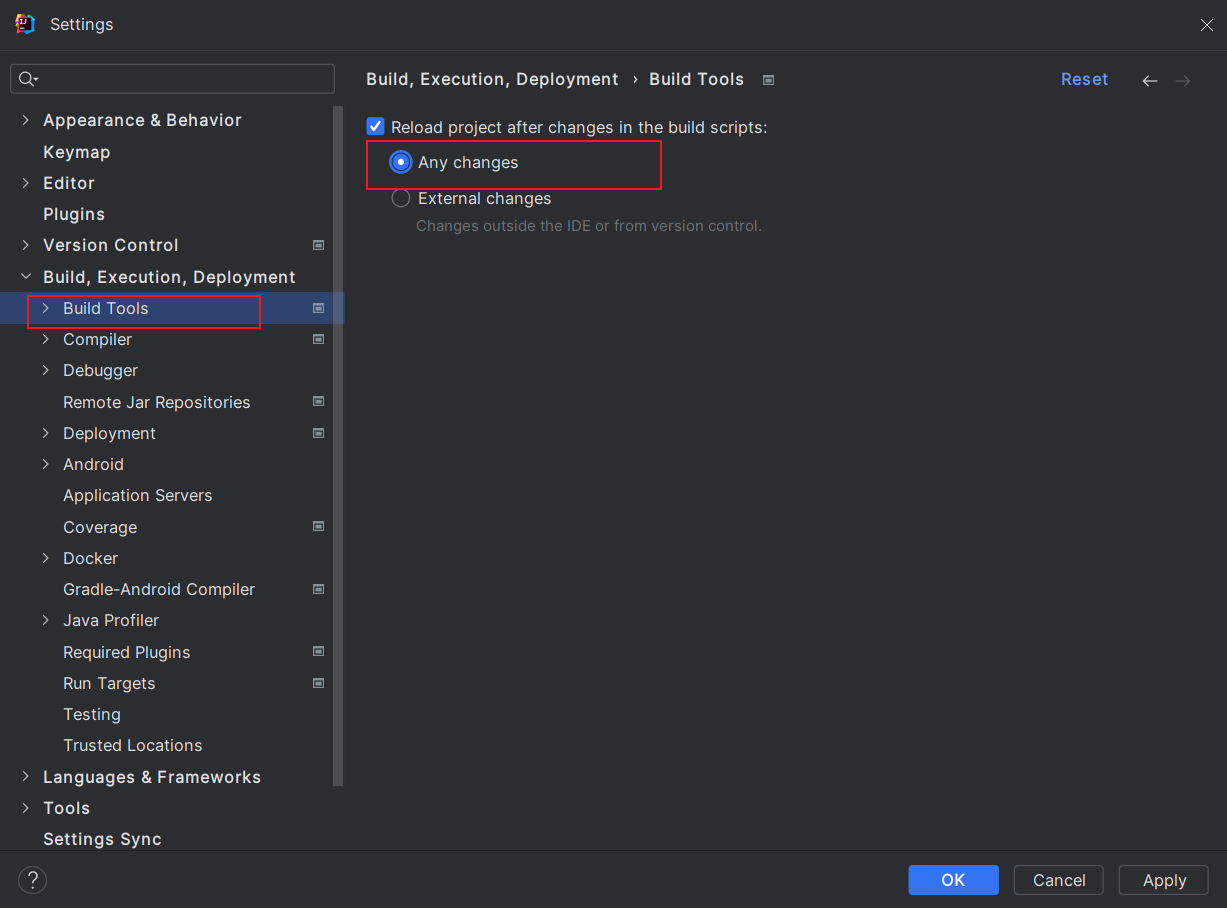 Settings
Build, Execution, Deployment › Build Tools
Reset
Reload project after changes in the build scripts:
Any changes
External changes
Changes outside the IDE or from version control.
Appearance & Behavior
Keymap
Editor
Plugins
Version Control
Build, Execution, Deployment
Build Tools
Compiler
Debugger
Remote Jar Repositories
Deployment
Android
Application Servers
Coverage
Docker
Gradle-Android Compiler
Java Profiler
Required Plugins
Run Targets
Testing
Trusted Locations
Languages & Frameworks
Tools
Settings Sync
?
OK
Cancel
Apply